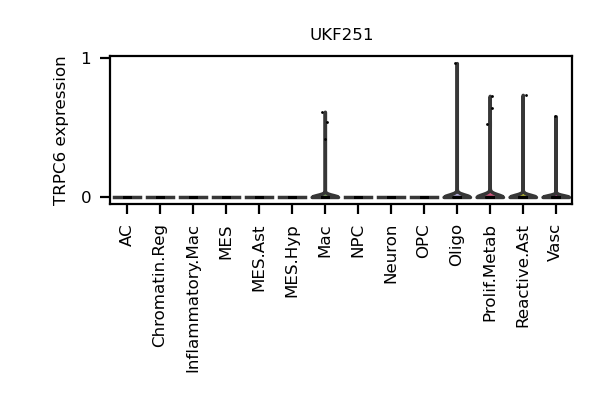 UKF251
TRPC6 expression
1
0
AC
Chromatin.Reg
Inflammatory.Mac
MES
MES.Ast
MES.Hyp
Mac
NPC
Neuron
OPC
Oligo
Prolif.Metab
Reactive.Ast
Vasc